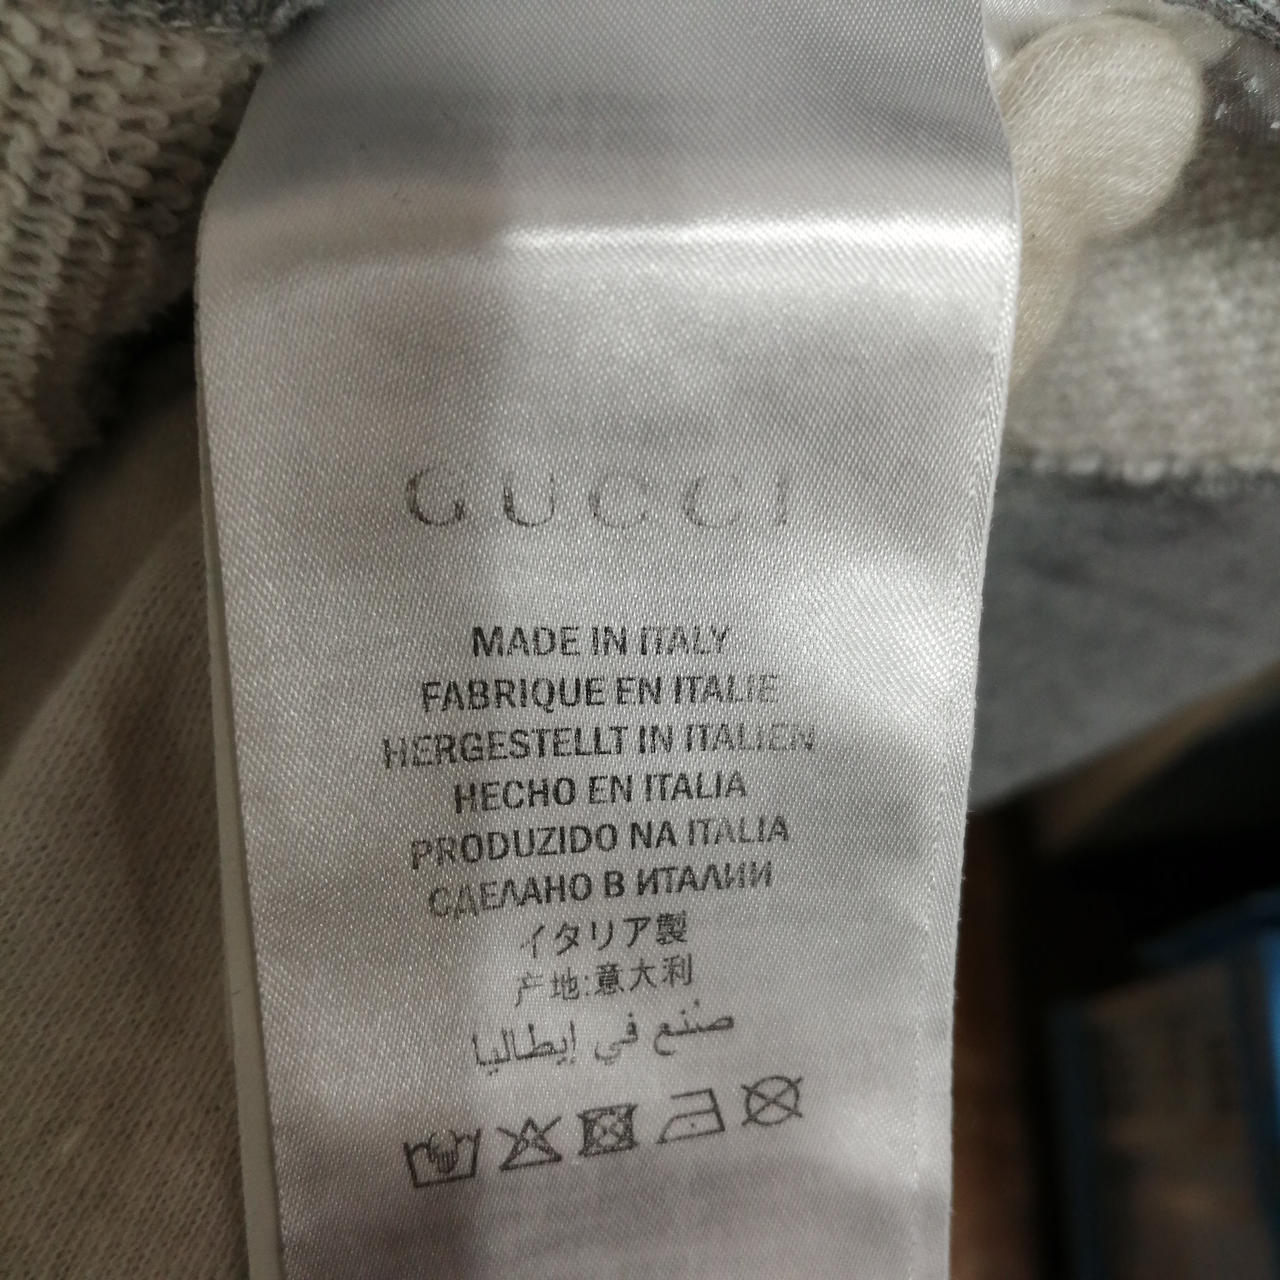 GUCCI
MADE IN ITALY
FABRIQUE EN ITALIE
HERGESTELLT IN ITALIEN
HECHO EN ITALIA
PRODUZIDO NA ITALIA
СДЕЛАНО В ИТАЛИИ
イタリア製
产地:意大利
صنع في إيطاليا